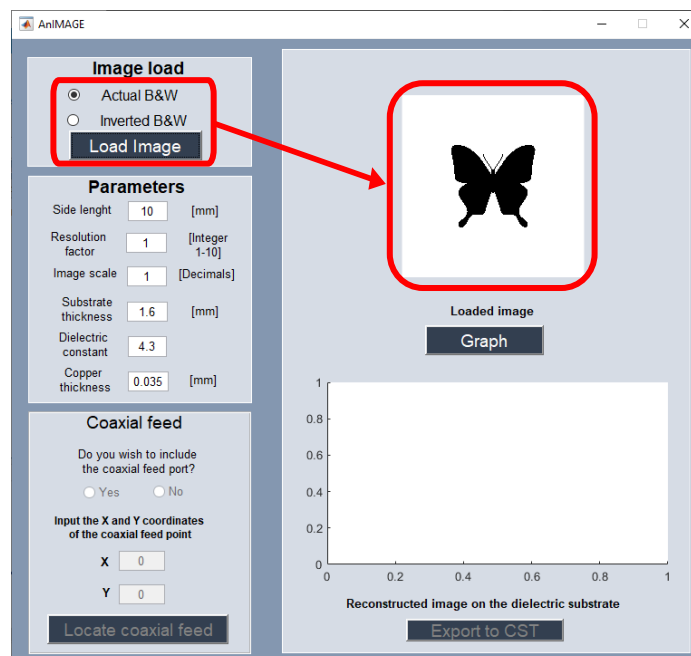 AnIMAGE
Image load
Actual B&W
Inverted B&W
Load Image
Parameters
Side lenght 10 [mm]
Resolution
factor 1 [Integer
1-10]
Image scale 1 [Decimals]
Substrate
thickness 1.6 [mm]
Dielectric
constant 4.3
Copper
thickness 0.035 [mm]
Coaxial feed
Do you wish to include
the coaxial feed port?
Yes No
Input the X and Y coordinates
of the coaxial feed point
X 0
Y 0
Locate coaxial feed
Loaded image
Graph
1
0.8
0.6
0.4
0.2
0
0 0.2 0.4 0.6 0.8 1
Reconstructed image on the dielectric substrate
Export to CST